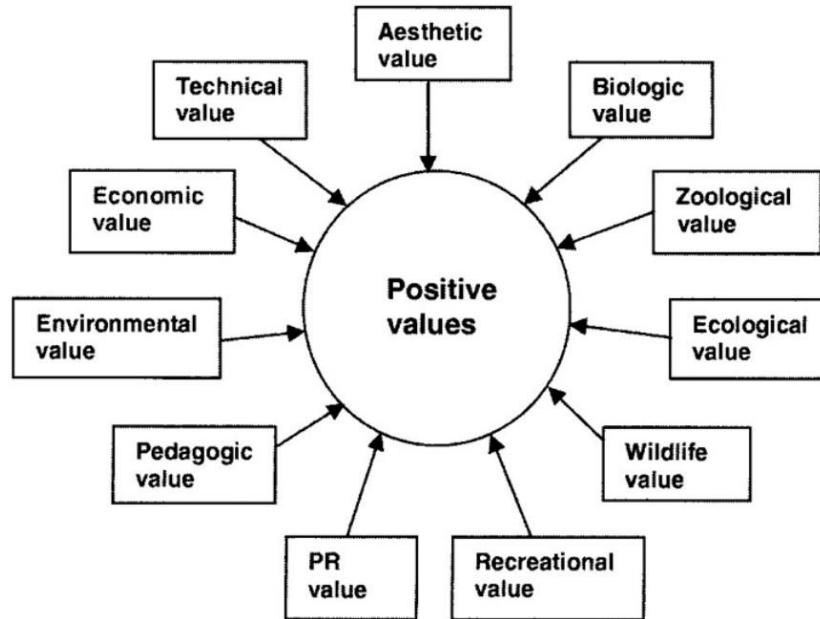 Aesthetic
value
Technical
value
Biologic
value
Economic
value
Zoological
value
Positive
values
Environmental
value
Ecological
value
Pedagogic
value
Wildlife
value
PR
value
Recreational
value